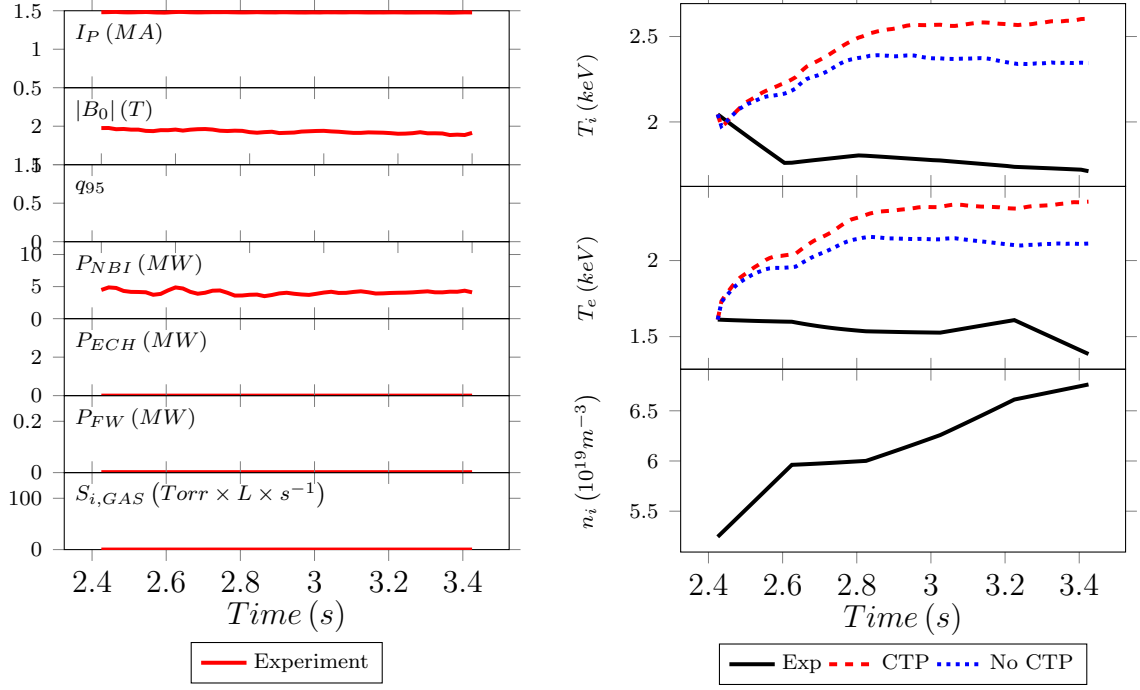 1.5
I_P (MA)
1
0.5
|B_0| (T)
2
1.5
1
q_95
0.5
0
10
P_NBI (MW)
5
0
P_ECH (MW)
2
0
P_FW (MW)
0.2
0
S_i,GAS (Torr × L × s^−1)
100
0
2.4 2.6 2.8 3 3.2 3.4
Time (s)
Experiment
2.5
T_i (keV)
2
2
T_e (keV)
1.5
6.5
n_i (10^19 m^−3)
6
5.5
2.4 2.6 2.8 3 3.2 3.4
Time (s)
Exp CTP No CTP